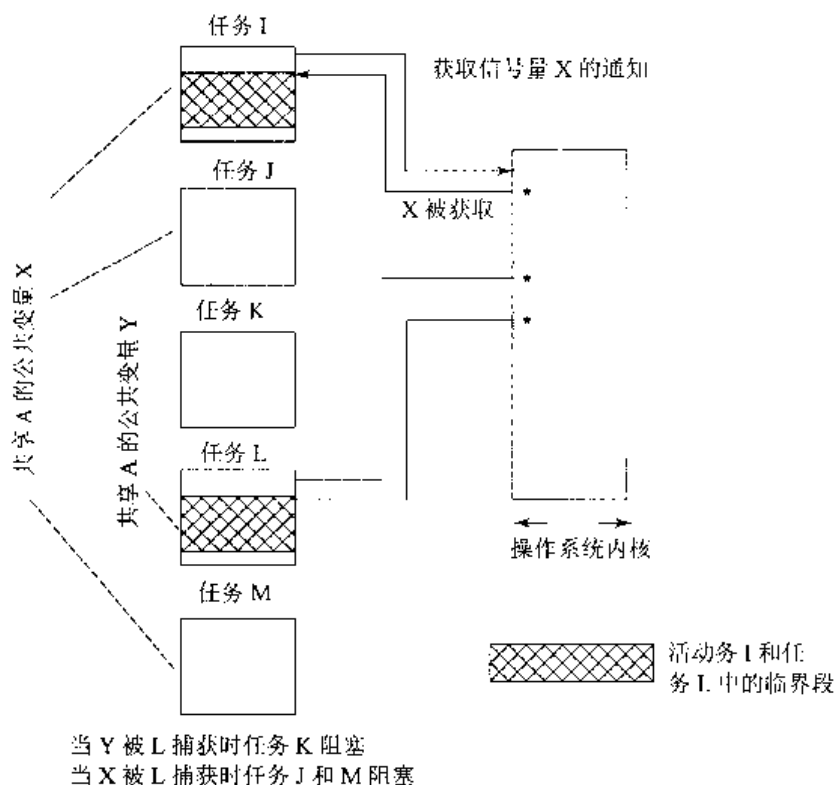 任务 I
获取信号量 X 的通知
任务 J
X 被获取
*
*
*
任务 K
共享 A 的公共变量 X
共享 A 的公共变量 Y
任务 L
操作系统内核
任务 M
活动务 I 和任
务 L 中的临界段
当 Y 被 L 捕获时任务 K 阻塞
当 X 被 L 捕获时任务 J 和 M 阻塞